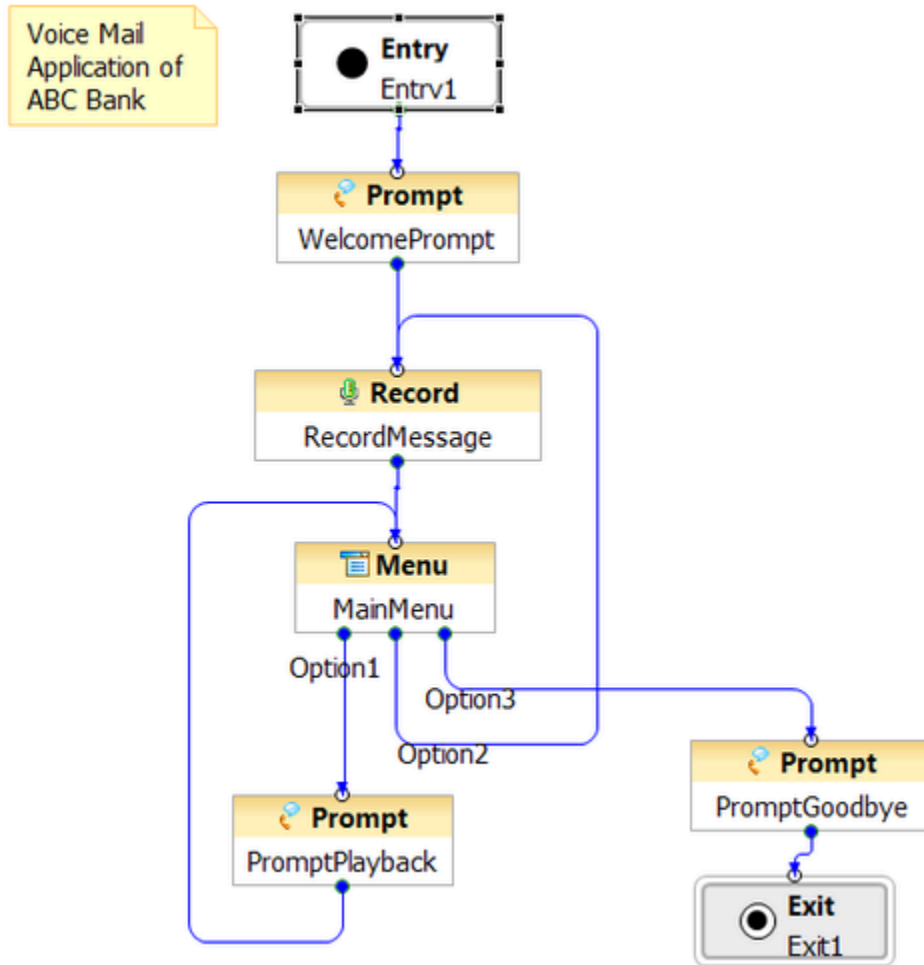 Voice Mail
Application of
ABC Bank
Entry
Entry1
Prompt
WelcomePrompt
Record
RecordMessage
Menu
MainMenu
Option1
Option3
Option2
Prompt
PromptGoodbye
Prompt
PromptPlayback
Exit
Exit1